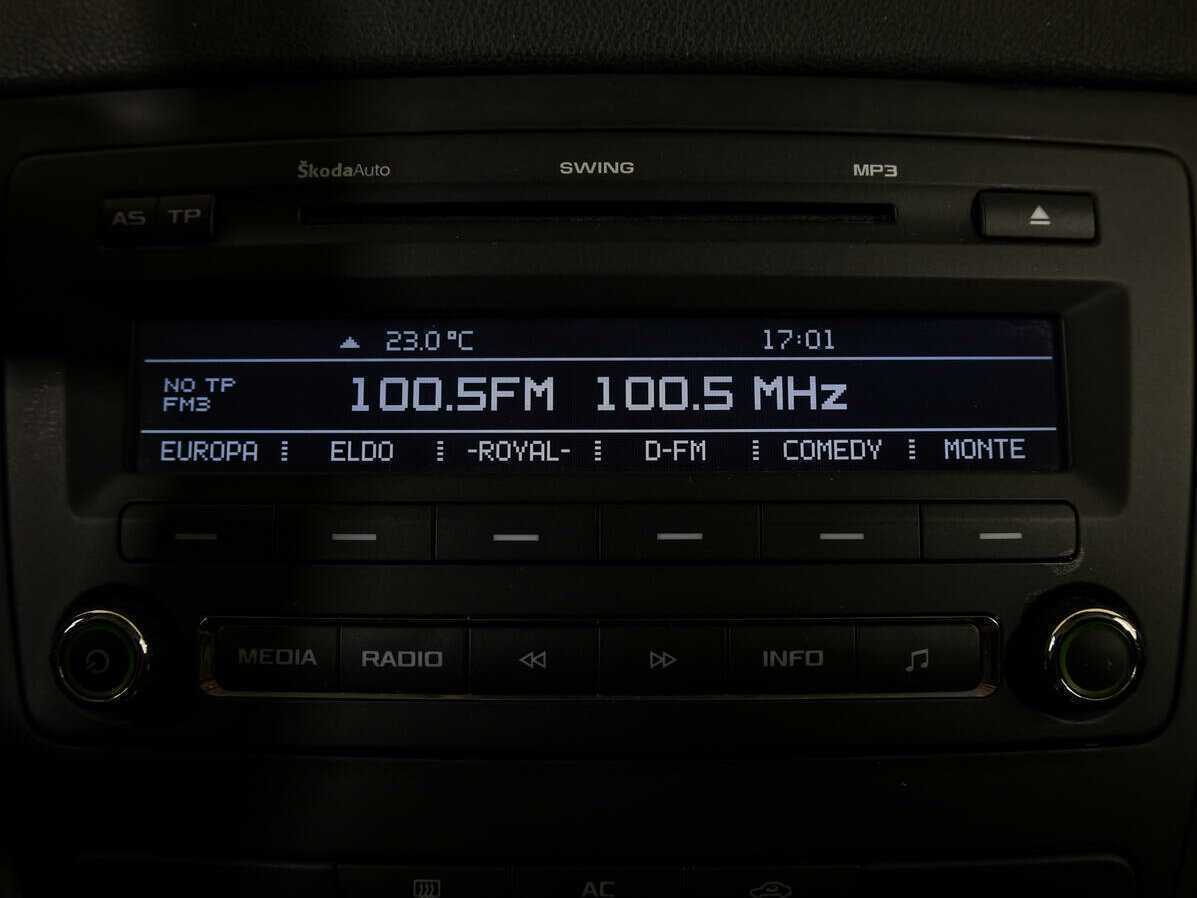 ŠkodaAuto SWING MP3
AS TP
23.0 °C 17:01
NO TP
FM3
100.5FM 100.5 MHz
EUROPA ELDO -ROYAL- D-FM COMEDY MONTE
MEDIA RADIO INFO
AC